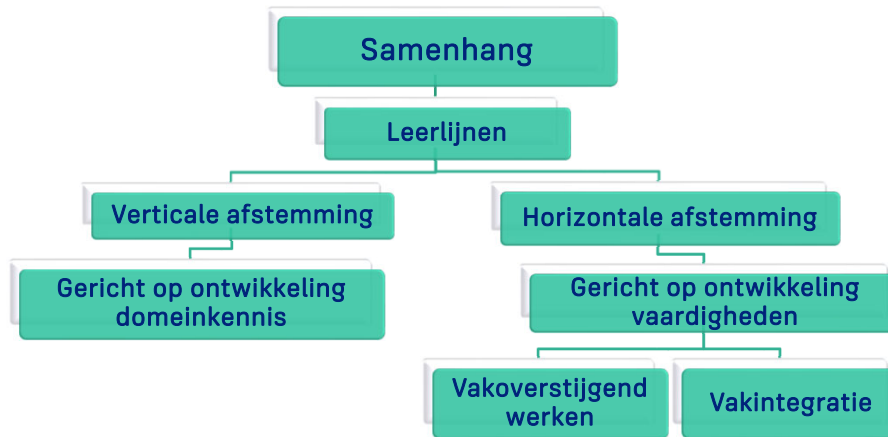 Samenhang
Leerlijnen
Verticale afstemming
Horizontale afstemming
Gericht op ontwikkeling
domeinkennis
Gericht op ontwikkeling
vaardigheden
Vakoverstijgend
werken
Vakintegratie